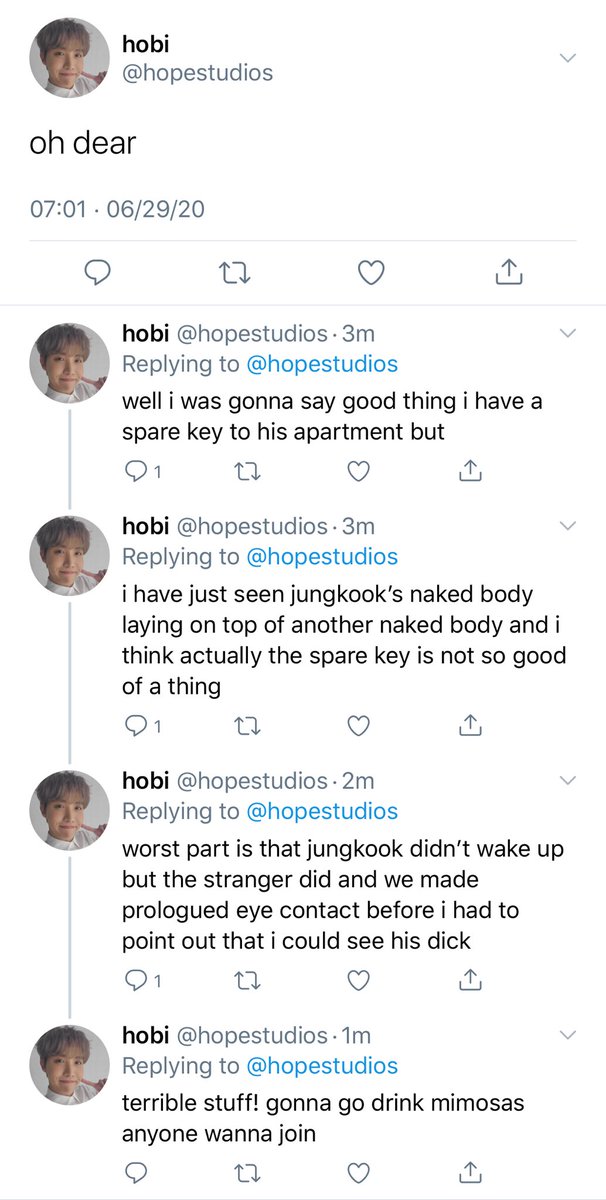 hobi
@hopestudios
oh dear
07:01 · 06/29/20
hobi @hopestudios · 3m
Replying to @hopestudios
well i was gonna say good thing i have a
spare key to his apartment but
1
hobi @hopestudios · 3m
Replying to @hopestudios
i have just seen jungkook’s naked body
laying on top of another naked body and i
think actually the spare key is not so good
of a thing
1
hobi @hopestudios · 2m
Replying to @hopestudios
worst part is that jungkook didn’t wake up
but the stranger did and we made
prologued eye contact before i had to
point out that i could see his dick
1
hobi @hopestudios · 1m
Replying to @hopestudios
terrible stuff! gonna go drink mimosas
anyone wanna join